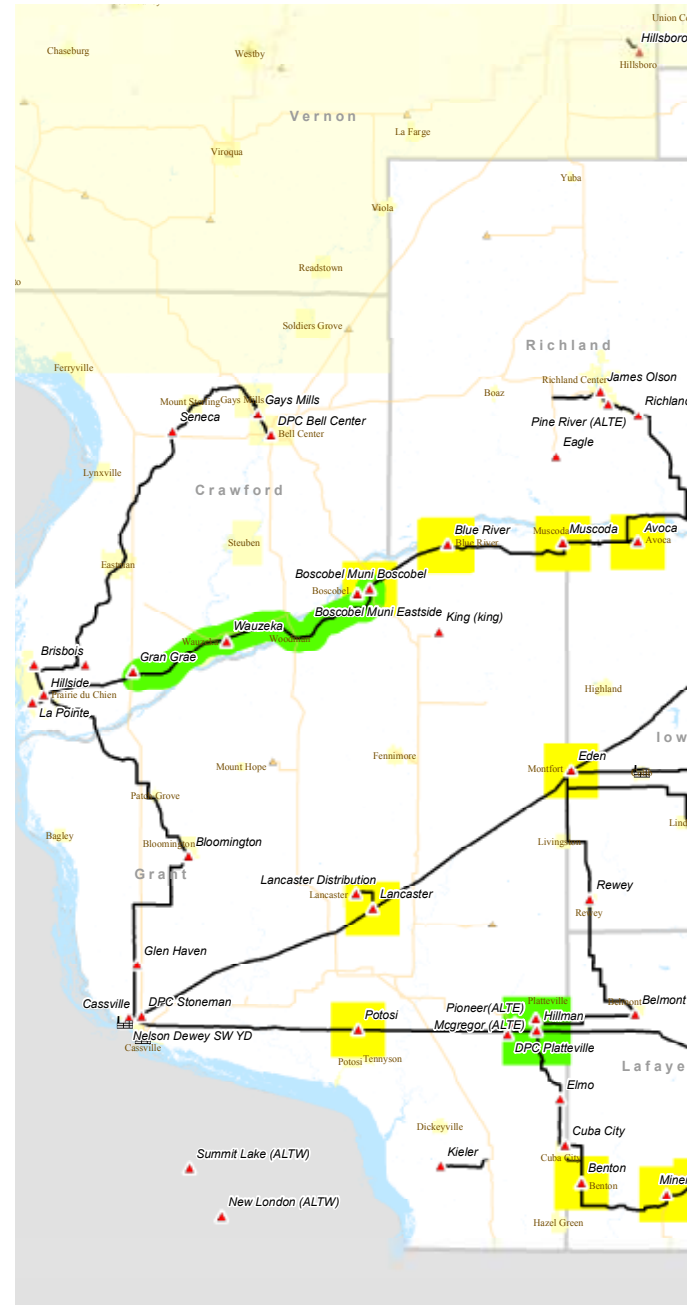 Union Co
Hillsboro
Hillsboro
Chaseburg
Westby
Vernon
La Farge
Viroqua
Yuba
Viola
Readstown
Soldiers Grove
Richland
Ferryville
Richland Center
James Olson
Boaz
Richland
Mount Sterling
Gays Mills
Gays Mills
Seneca
DPC Bell Center
Bell Center
Pine River (ALTE)
Eagle
Lynxville
Crawford
Blue River
Blue River
Muscoda
Muscoda
Avoca
Avoca
Steuben
Eastman
Boscobel Muni
Boscobel
Boscobel
Boscobel Muni Eastside
King (king)
Wauzeka
Wauzeka
Woodman
Gran Grae
Brisbois
Hillside
Prairie du Chien
La Pointe
Highland
Iow
Fennimore
Mount Hope
Eden
Montfort
Patch Grove
Bagley
Bloomington
Bloomington
Livingston
Lind
Grant
Lancaster Distribution
Lancaster
Lancaster
Rewey
Rewey
Glen Haven
Cassville
DPC Stoneman
Nelson Dewey SW YD
Cassville
Potosi
Potosi
Tennyson
Platteville
Pioneer(ALTE)
Hillman
Mcgregor (ALTE)
DPC Platteville
Belmont
Belmont
Lafaye
Elmo
Dickeyville
Cuba City
Cuba City
Kieler
Benton
Benton
Miner
Hazel Green
Summit Lake (ALTW)
New London (ALTW)